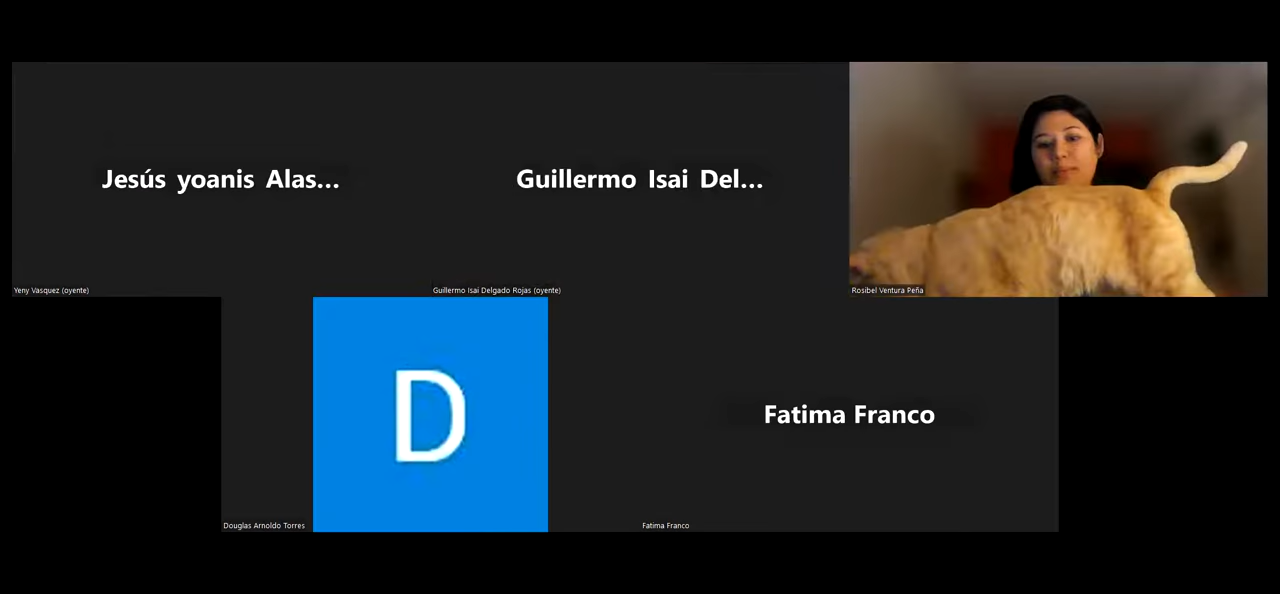 Jesús yoanis Alas...
Guillermo Isai Del...
Yeny Vasquez (oyente)
Guillermo Isai Delgado Rojas (oyente)
Rosibel Ventura Peña
D
Fatima Franco
Douglas Arnoldo Torres
Fatima Franco